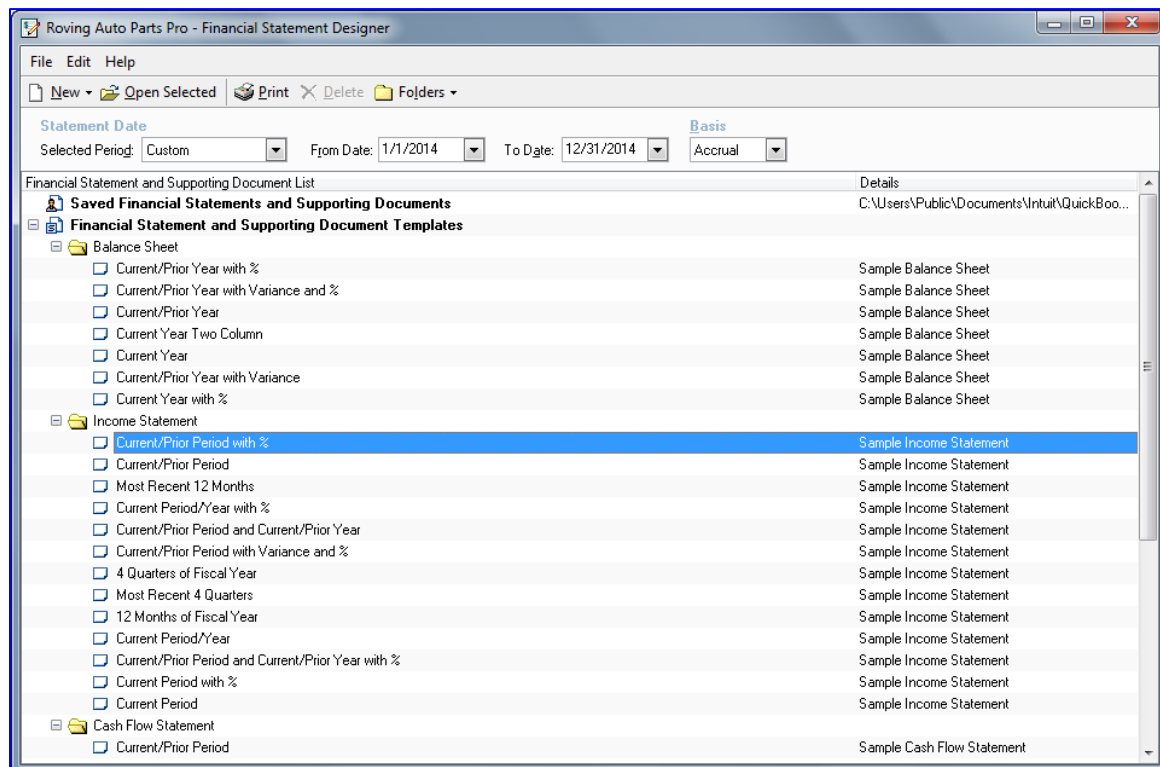 Roving Auto Parts Pro - Financial Statement Designer
File Edit Help
New Open Selected Print Delete Folders
Statement Date Basis
Selected Period: Custom From Date: 1/1/2014 To Date: 12/31/2014 Accrual
Financial Statement and Supporting Document List Details
Saved Financial Statements and Supporting Documents C:\Users\Public\Documents\Intuit\QuickBoo...
Financial Statement and Supporting Document Templates
Balance Sheet
Current/Prior Year with % Sample Balance Sheet
Current/Prior Year with Variance and % Sample Balance Sheet
Current/Prior Year Sample Balance Sheet
Current Year Two Column Sample Balance Sheet
Current Year Sample Balance Sheet
Current/Prior Year with Variance Sample Balance Sheet
Current Year with % Sample Balance Sheet
Income Statement
Current/Prior Period with % Sample Income Statement
Current/Prior Period Sample Income Statement
Most Recent 12 Months Sample Income Statement
Current Period/Year with % Sample Income Statement
Current/Prior Period and Current/Prior Year Sample Income Statement
Current/Prior Period with Variance and % Sample Income Statement
4 Quarters of Fiscal Year Sample Income Statement
Most Recent 4 Quarters Sample Income Statement
12 Months of Fiscal Year Sample Income Statement
Current Period/Year Sample Income Statement
Current/Prior Period and Current/Prior Year with % Sample Income Statement
Current Period with % Sample Income Statement
Current Period Sample Income Statement
Cash Flow Statement
Current/Prior Period Sample Cash Flow Statement